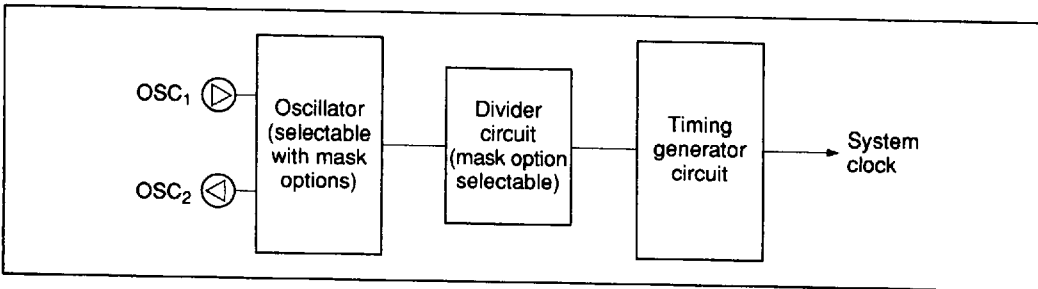 OSC₁
OSC₂
Oscillator
(selectable
with mask
options)
Divider
circuit
(mask option
selectable)
Timing
generator
circuit
System
clock